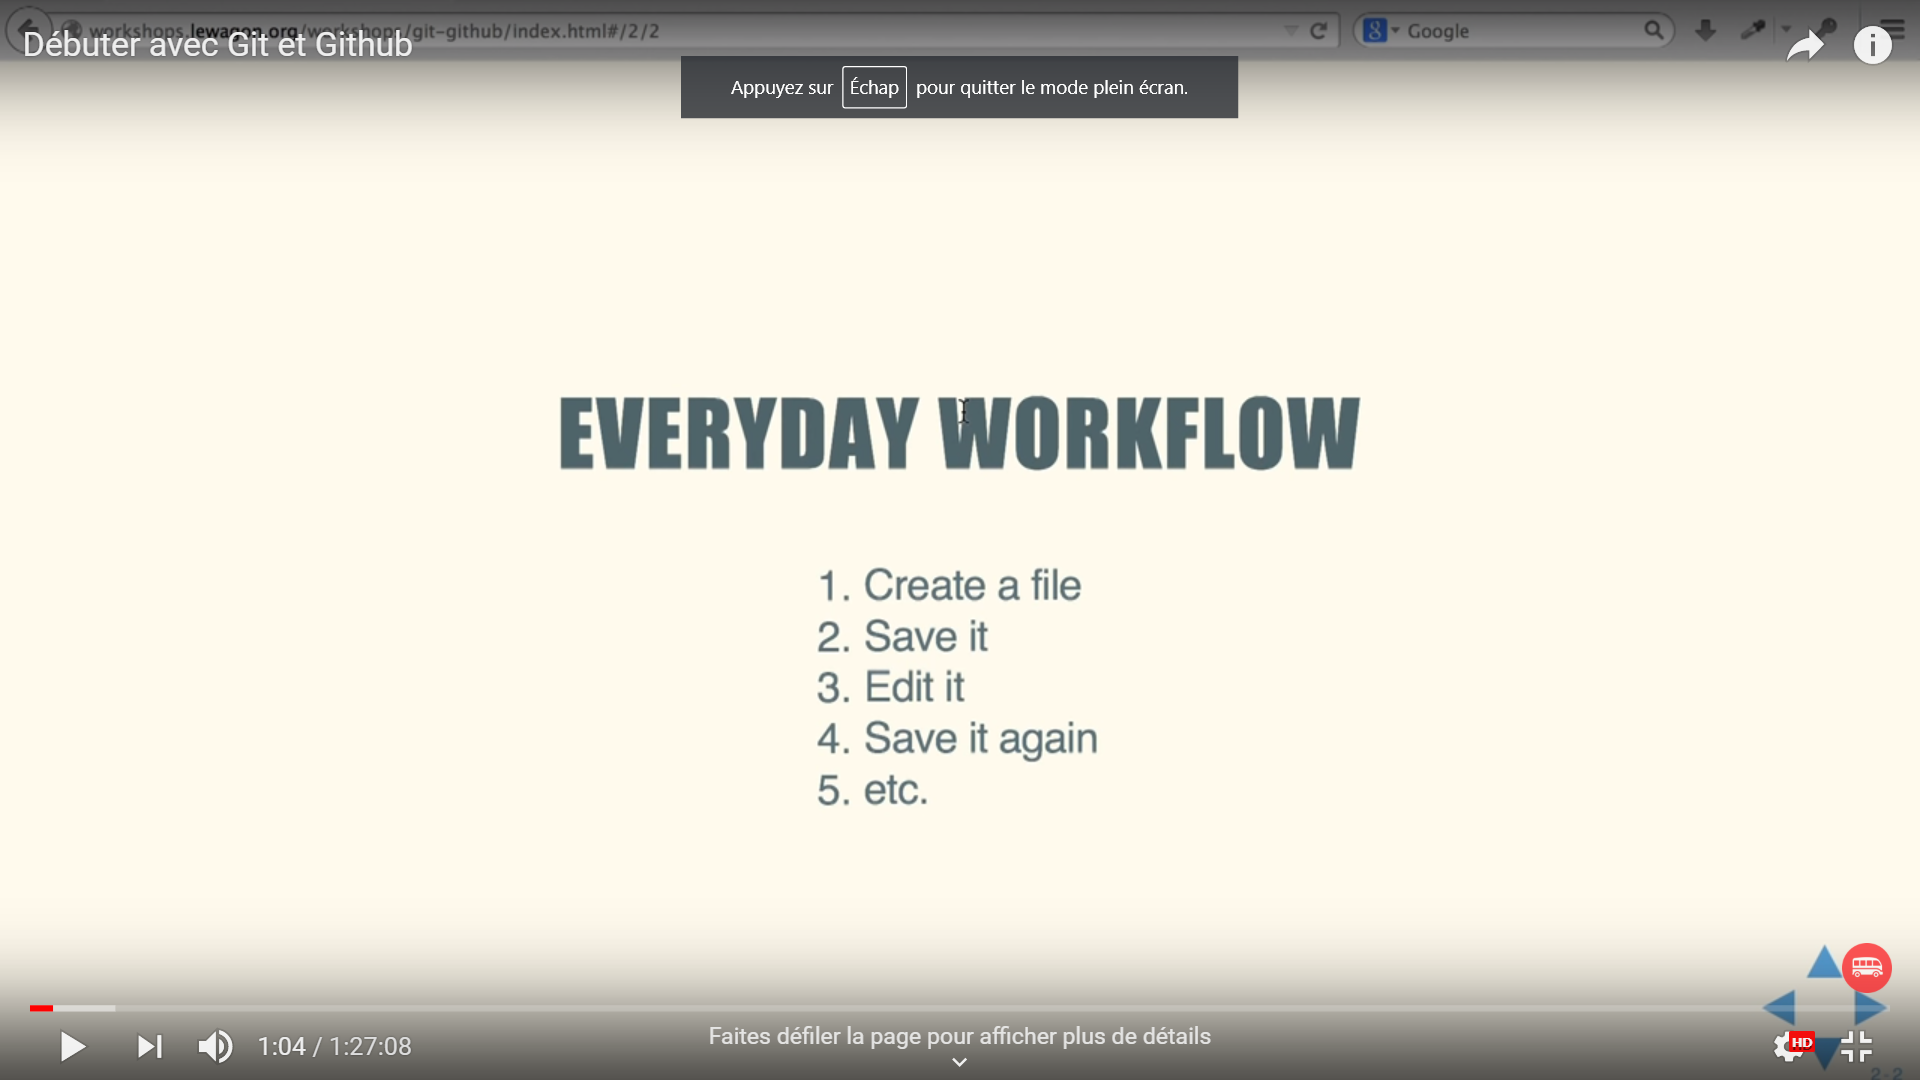 workshops.lewagon.org/workshops/git-github/index.html#/2/2
Google
Débuter avec Git et Github
Appuyez sur Échap pour quitter le mode plein écran.
EVERYDAY WORKFLOW
1. Create a file
2. Save it
3. Edit it
4. Save it again
5. etc.
Faites défiler la page pour afficher plus de détails
1:04 / 1:27:08
HD
2-2